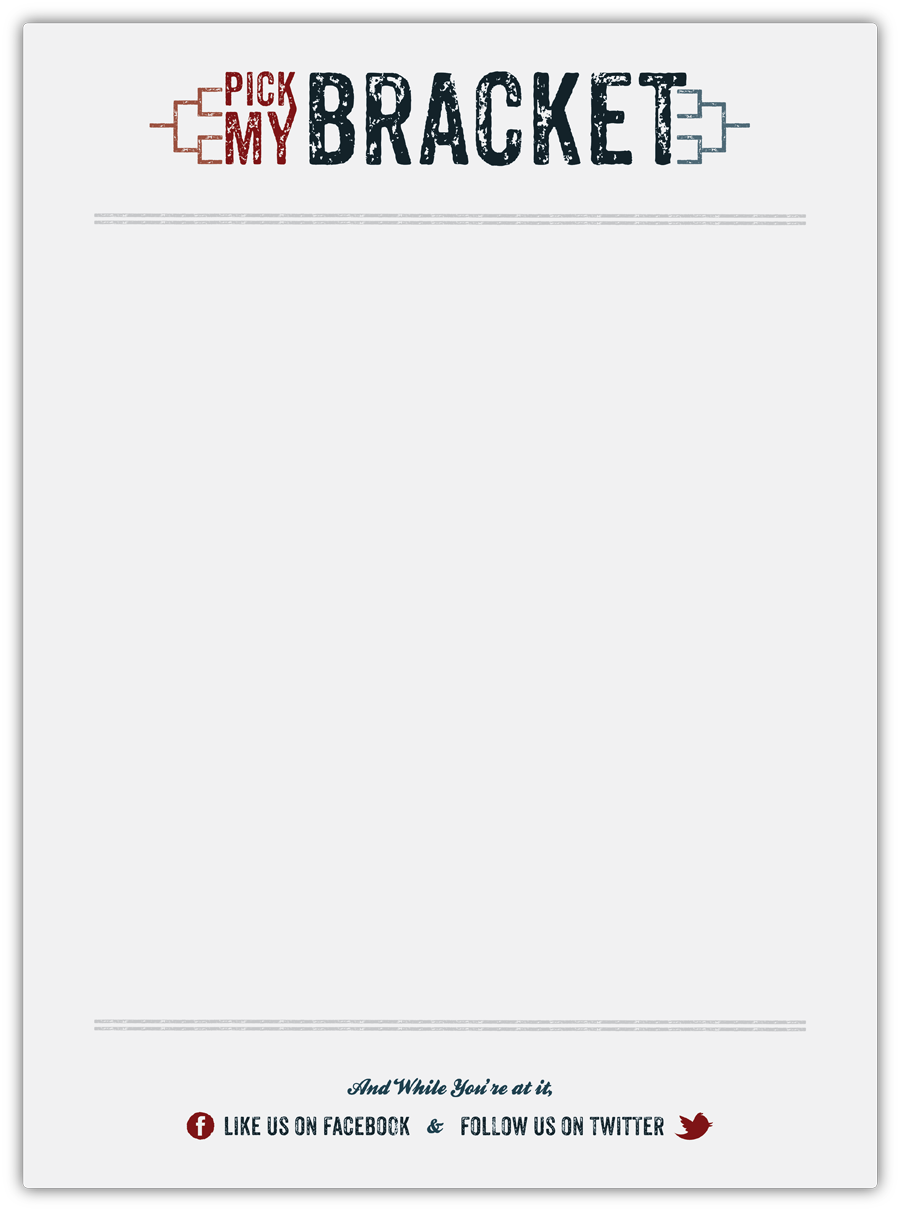 PICK
MY BRACKET
And While You're at it,
LIKE US ON FACEBOOK & FOLLOW US ON TWITTER